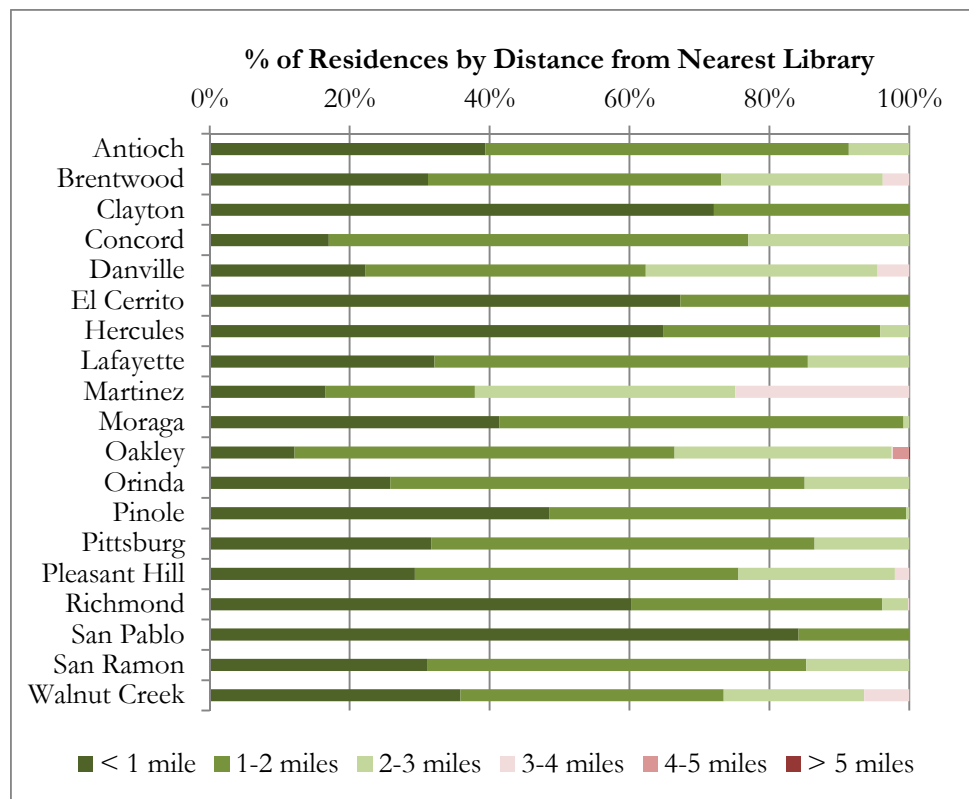 % of Residences by Distance from Nearest Library
0% 20% 40% 60% 80% 100%
Antioch
Brentwood
Clayton
Concord
Danville
El Cerrito
Hercules
Lafayette
Martinez
Moraga
Oakley
Orinda
Pinole
Pittsburg
Pleasant Hill
Richmond
San Pablo
San Ramon
Walnut Creek
< 1 mile 1-2 miles 2-3 miles 3-4 miles 4-5 miles > 5 miles